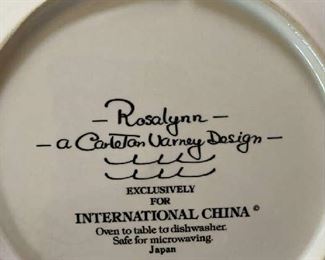 — Rosalynn —
— a Carleton Varney Design —
EXCLUSIVELY
FOR
INTERNATIONAL CHINA ©
Oven to table to dishwasher.
Safe for microwaving.
Japan